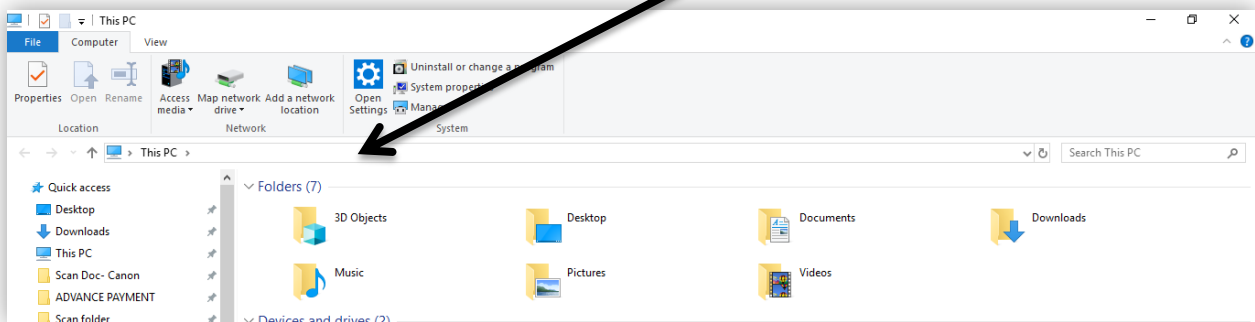 This PC
File Computer View
Properties Open Rename Access media Map network drive Add a network location Open Settings Uninstall or change a program
System properties
Manage
Location Network System
This PC
Search This PC
Quick access
Desktop
Downloads
This PC
Scan Doc- Canon
ADVANCE PAYMENT
Scan folder
Folders (7)
3D Objects Desktop Documents Downloads
Music Pictures Videos
Devices and drives (2)